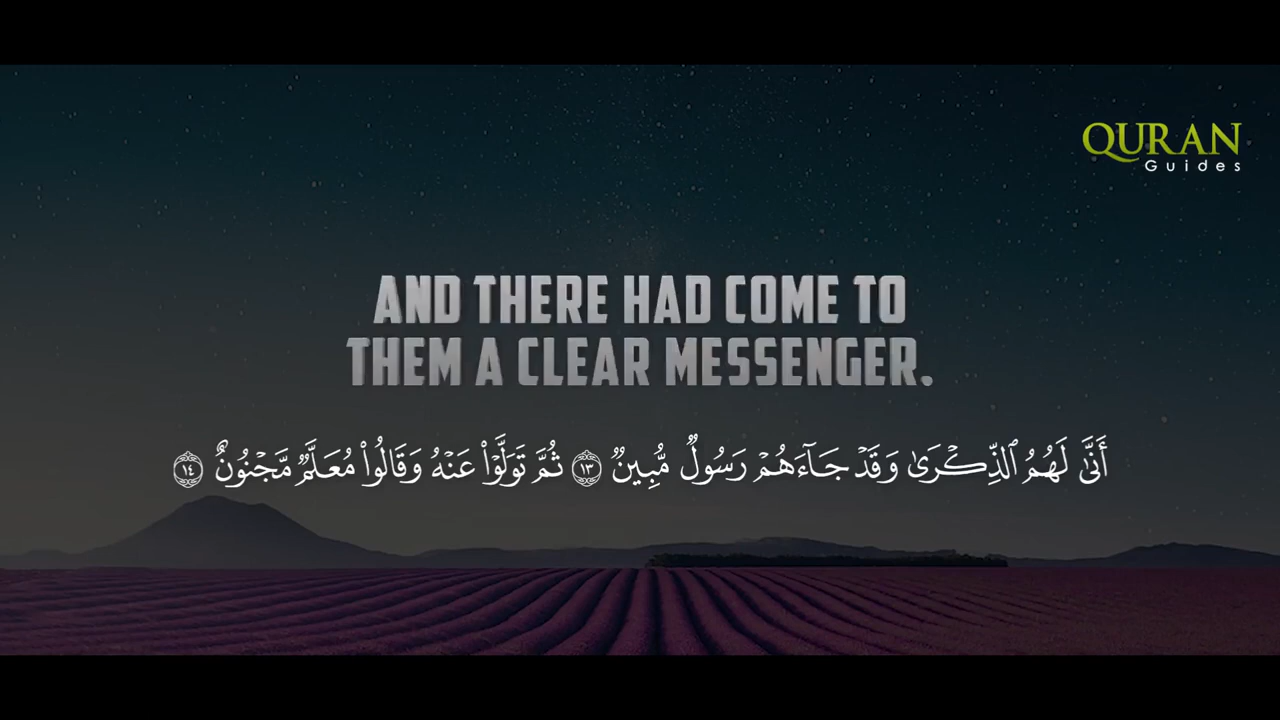 QURAN
Guides
AND THERE HAD COME TO
THEM A CLEAR MESSENGER.
أَنَّىٰ لَهُمُ ٱلذِّكْرَىٰ وَقَدْ جَآءَهُمْ رَسُولٌ مُّبِينٌ ١٣ ثُمَّ تَوَلَّوْا۟ عَنْهُ وَقَالُوا۟ مُعَلَّمٌ مَّجْنُونٌ ١٤